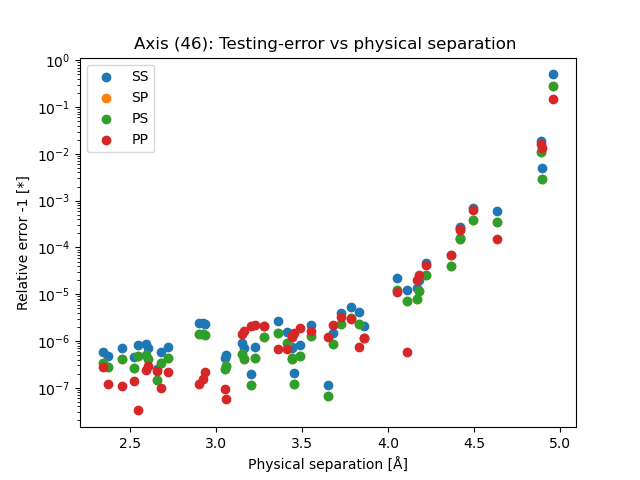 Axis (46): Testing-error vs physical separation
SS
SP
PS
PP
Relative error -1 [*]
10⁰
10⁻¹
10⁻²
10⁻³
10⁻⁴
10⁻⁵
10⁻⁶
10⁻⁷
2.5 3.0 3.5 4.0 4.5 5.0
Physical separation [Å]